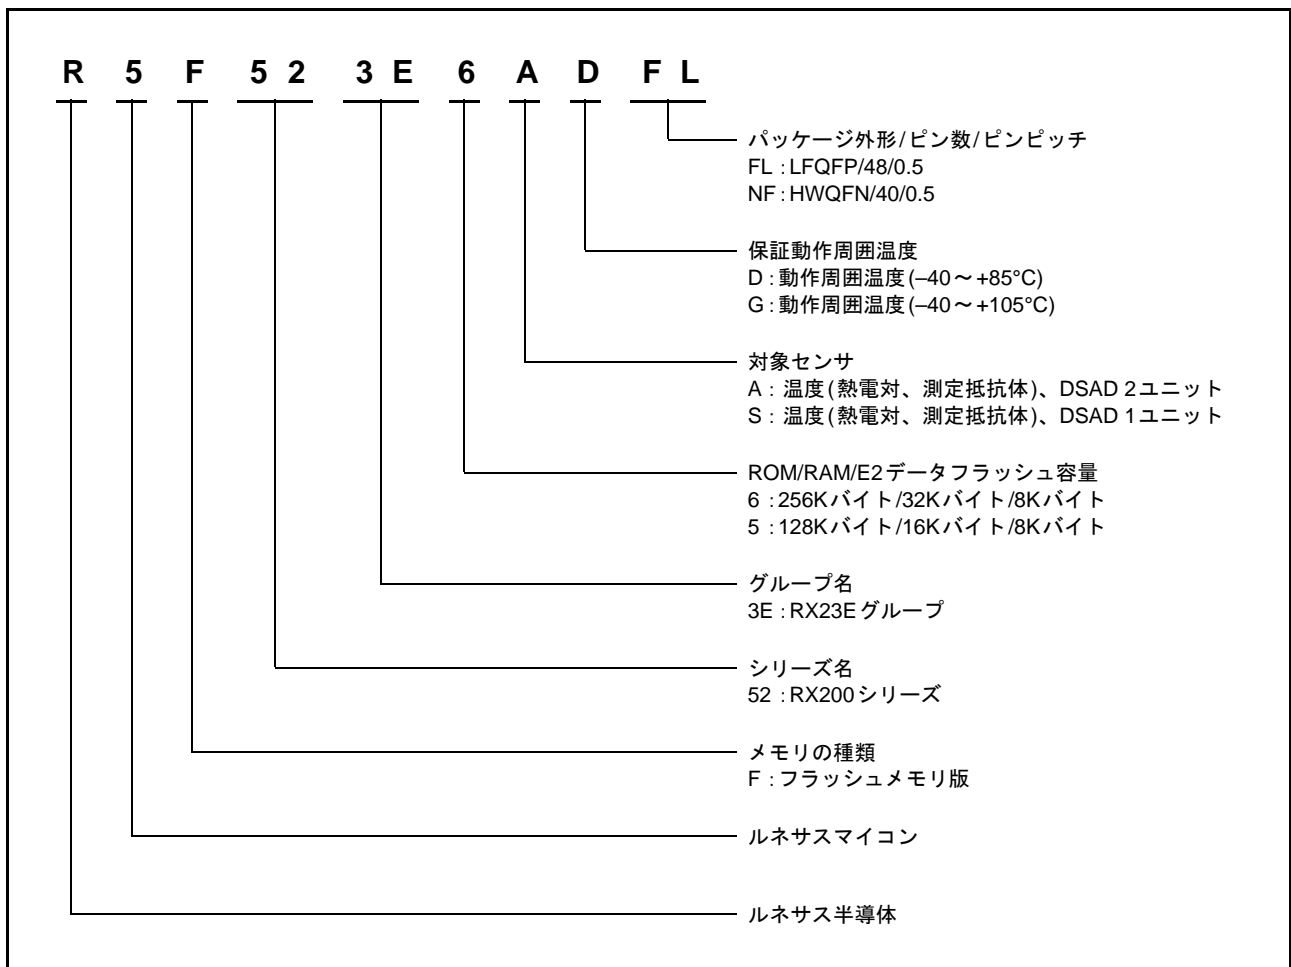 R 5 F 5 2 3 E 6 A D F L
パッケージ外形/ピン数/ピンピッチ
FL : LFQFP/48/0.5
NF : HWQFN/40/0.5
保証動作周囲温度
D : 動作周囲温度(–40～+85°C)
G : 動作周囲温度(–40～+105°C)
対象センサ
A : 温度(熱電対、測定抵抗体)、DSAD 2ユニット
S : 温度(熱電対、測定抵抗体)、DSAD 1ユニット
ROM/RAM/E2データフラッシュ容量
6 : 256Kバイト/32Kバイト/8Kバイト
5 : 128Kバイト/16Kバイト/8Kバイト
グループ名
3E : RX23Eグループ
シリーズ名
52 : RX200シリーズ
メモリの種類
F : フラッシュメモリ版
ルネサスマイコン
ルネサス半導体